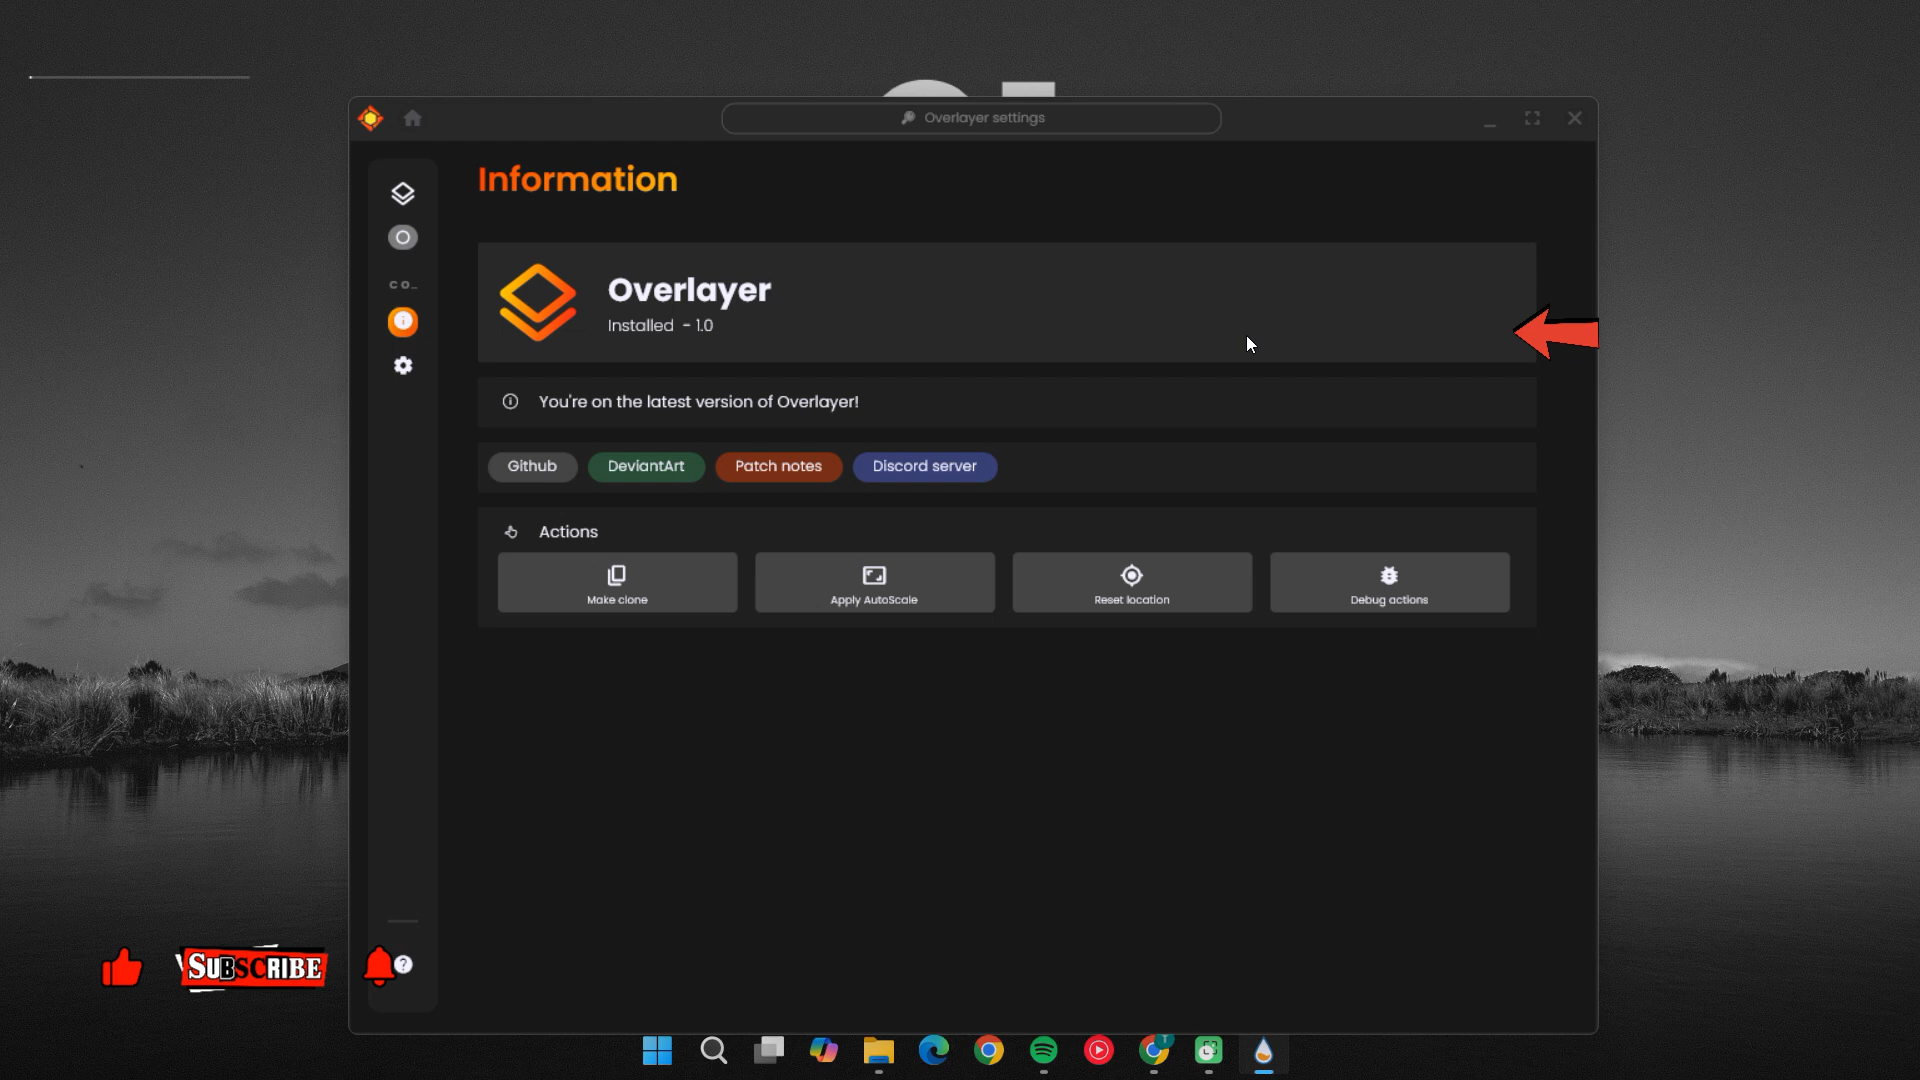 Overlayer settings
Information
CO_
Overlayer
Installed - 1.0
You're on the latest version of Overlayer!
Github DeviantArt Patch notes Discord server
Actions
Make clone Apply AutoScale Reset location Debug actions
SUBSCRIBE
T